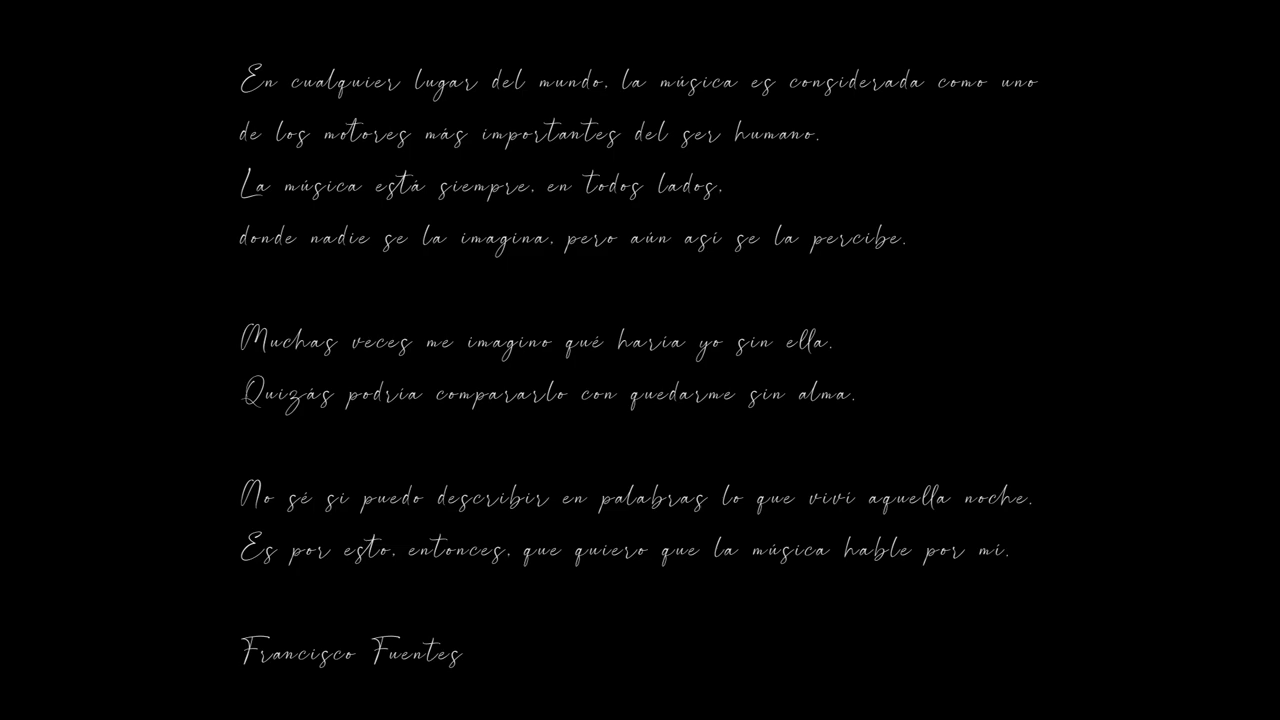 En cualquier lugar del mundo, la música es considerada como uno
de los motores más importantes del ser humano.
La música está siempre, en todos lados,
donde nadie se la imagina, pero aún así se la percibe.
Muchas veces me imagino qué haría yo sin ella.
Quizás podría compararlo con quedarme sin alma.
No sé si puedo describir en palabras lo que viví aquella noche.
Es por esto, entonces, que quiero que la música hable por mí.
Francisco Fuentes